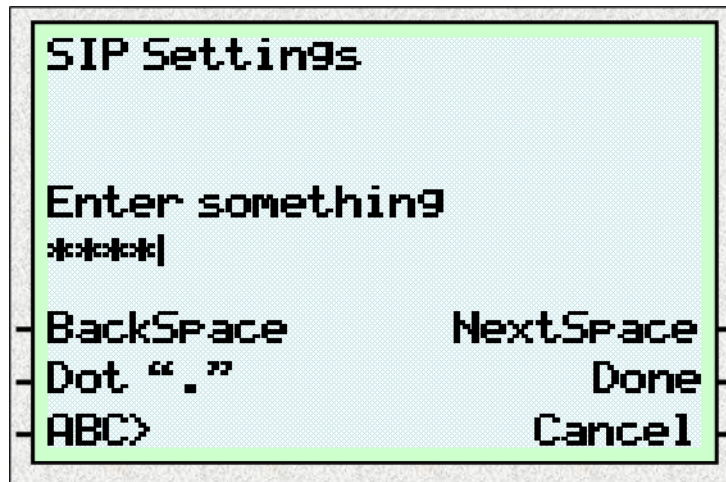 SIP Settings
Enter something
****|
BackSpace NextSpace
Dot “.” Done
ABC> Cancel